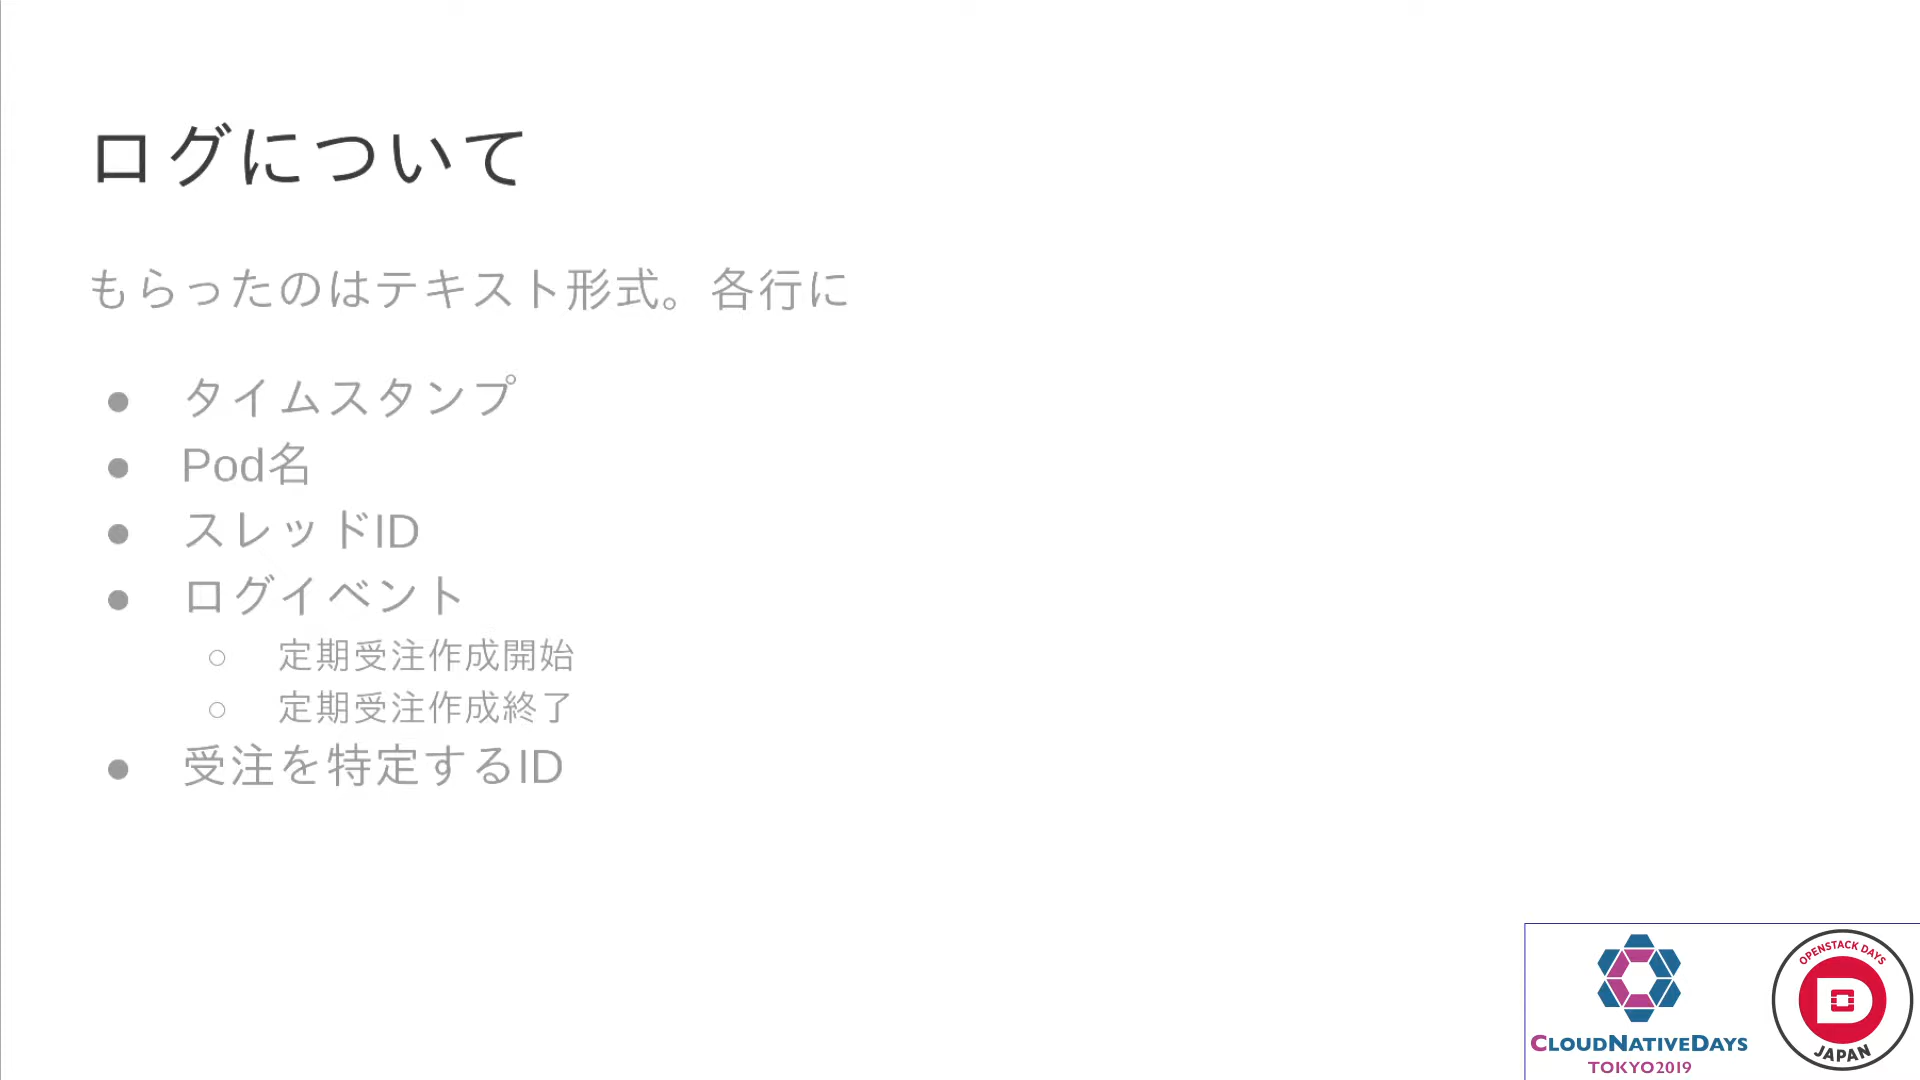 ログについて
もらったのはテキスト形式。各行に
● タイムスタンプ
● Pod名
● スレッドID
● ログイベント
○ 定期受注作成開始
○ 定期受注作成終了
● 受注を特定するID
OPENSTACK DAYS
JAPAN
CLOUDNATIVEDAYS
TOKYO2019